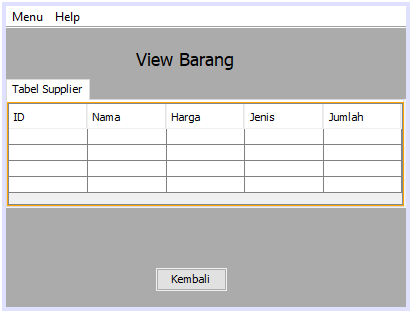 Menu Help
View Barang
Tabel Supplier
ID Nama Harga Jenis Jumlah
Kembali